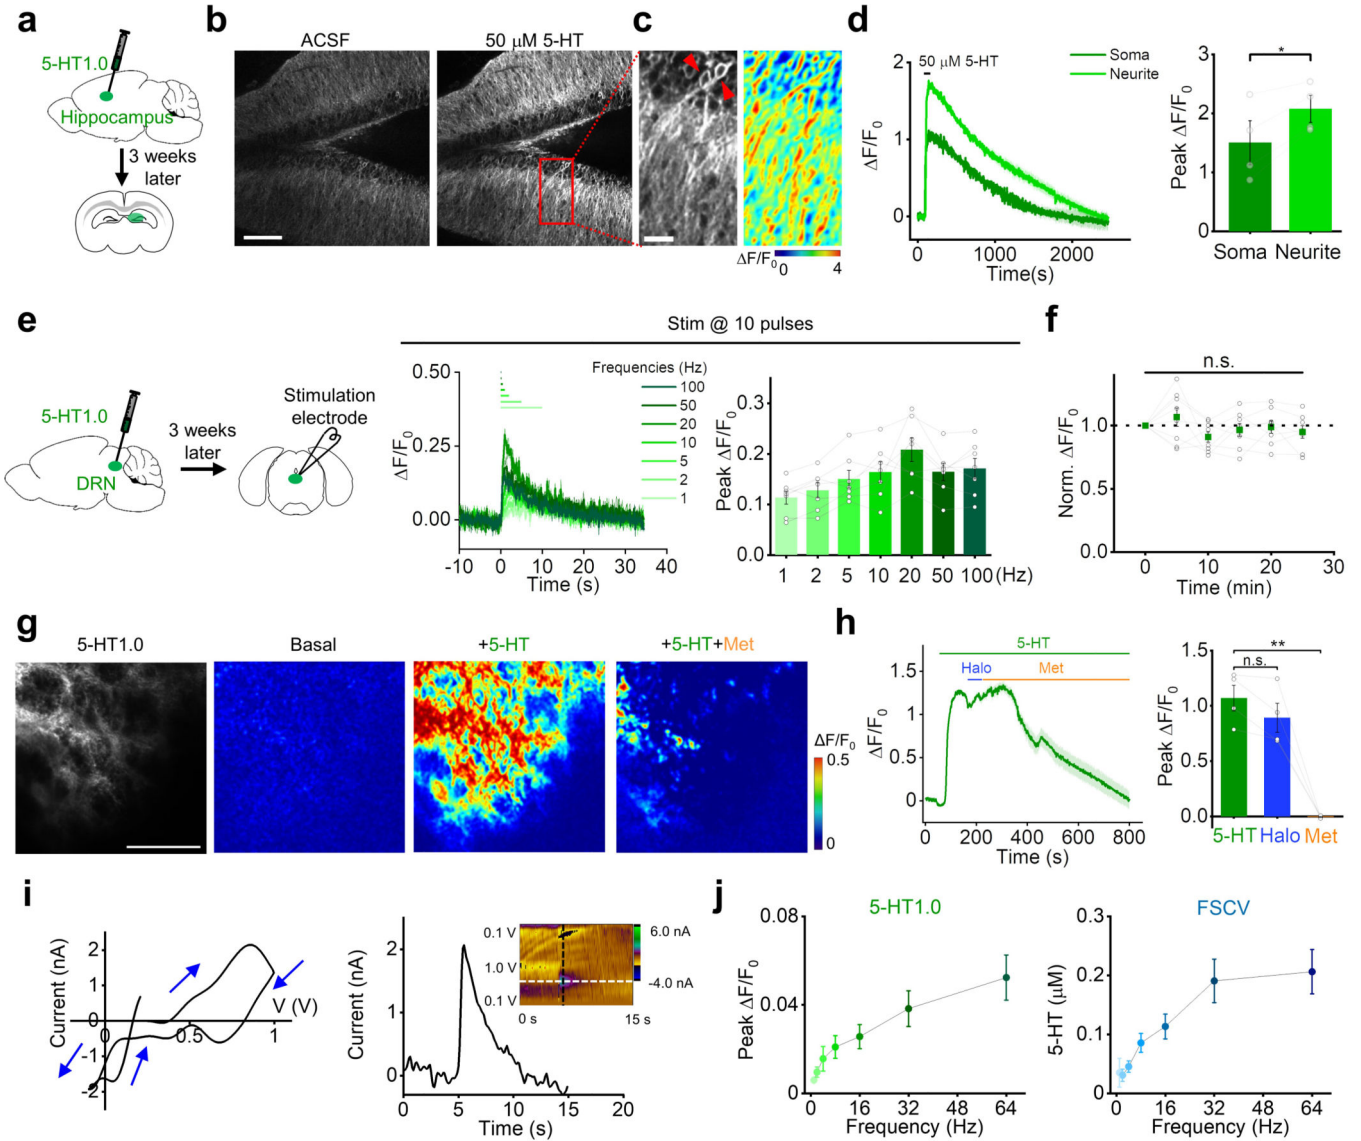 a
5-HT1.0
Hippocampus
3 weeks
later
b
ACSF
50 μM 5-HT
c
ΔF/F0
0
4
d
50 μM 5-HT
Soma
Neurite
ΔF/F0
2
1
0
1000
2000
Time(s)
*
Peak ΔF/F0
3
2
1
0
Soma
Neurite
e
5-HT1.0
DRN
3 weeks
later
Stimulation
electrode
Stim @ 10 pulses
Frequencies (Hz)
100
50
20
10
5
2
1
ΔF/F0
0.50
0.25
0.00
-10
0
10
20
30
40
Time (s)
Peak ΔF/F0
0.3
0.2
0.1
0.0
1
2
5
10
20
50
100
(Hz)
f
n.s.
Norm. ΔF/F0
1.0
0.5
0.0
0
10
20
30
Time (min)
g
5-HT1.0
Basal
+5-HT
+5-HT+Met
ΔF/F0
0.5
0
h
5-HT
Halo
Met
ΔF/F0
1.5
1.0
0.5
0
0
200
400
600
800
Time (s)
**
n.s.
Peak ΔF/F0
1.5
1.0
0.5
0.0
5-HT
Halo
Met
i
Current (nA)
2
1
0
-1
-2
0
0.5
1
V (V)
Current (nA)
2
1
0
0
5
10
15
20
Time (s)
0.1 V
1.0 V
0.1 V
0 s
15 s
6.0 nA
-4.0 nA
j
5-HT1.0
Peak ΔF/F0
0.08
0.04
0
0
16
32
48
64
Frequency (Hz)
FSCV
5-HT (μM)
0.3
0.2
0.1
0
0
16
32
48
64
Frequency (Hz)